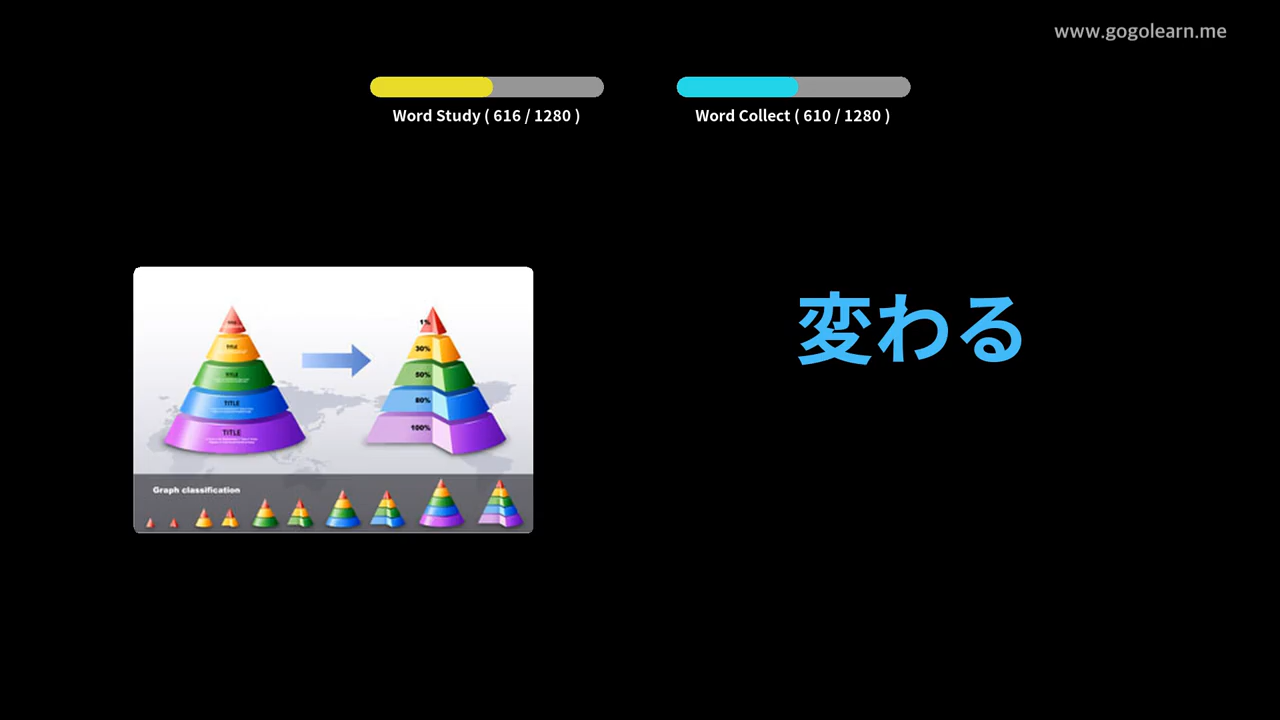 www.gogolearn.me
Word Study ( 616 / 1280 )
Word Collect ( 610 / 1280 )
変わる
TITLE
TITLE
TITLE
TITLE
1%
30%
50%
80%
100%
Graph classification